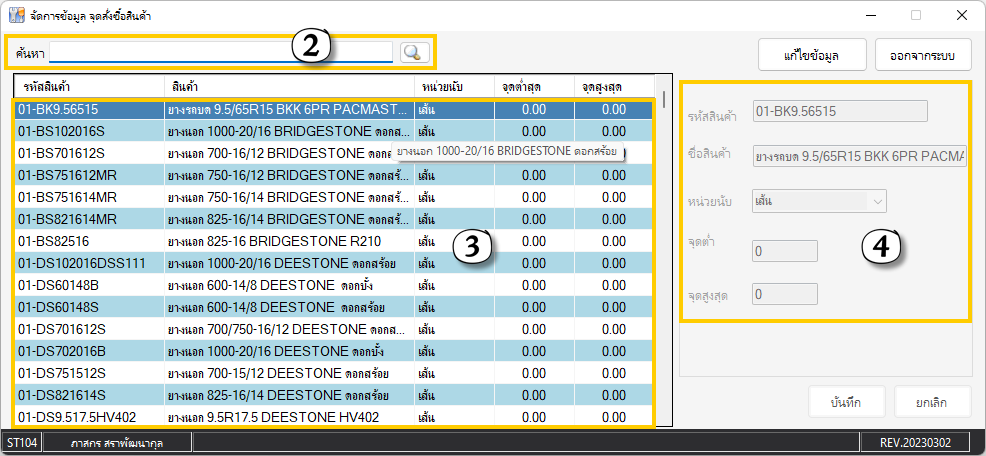 จัดการข้อมูล จุดสั่งซื้อสินค้า
ค้นหา 2
แก้ไขข้อมูล ออกจากระบบ
รหัสสินค้า สินค้า หน่วยนับ จุดต่ำสุด จุดสูงสุด
01-BK9.56515 ยางรถบด 9.5/65R15 BKK 6PR PACMAST... เส้น 0.00 0.00
01-BS102016S ยางนอก 1000-20/16 BRIDGESTONE ดอกส... เส้น 0.00 0.00
01-BS701612S ยางนอก 700-16/12 BRIDGESTONE ดอกสร้... เส้น 0.00 0.00
ยางนอก 1000-20/16 BRIDGESTONE ดอกสร้อย
01-BS751612MR ยางนอก 750-16/12 BRIDGESTONE ดอกสร้... เส้น 0.00 0.00
01-BS751614MR ยางนอก 750-16/14 BRIDGESTONE ดอกสร้... เส้น 0.00 0.00
01-BS821614MR ยางนอก 825-16/14 BRIDGESTONE ดอกสร้... เส้น 0.00 0.00
01-BS82516 ยางนอก 825-16 BRIDGESTONE R210 เส้น 0.00 0.00
3
01-DS102016DSS111 ยางนอก 1000-20/16 DEESTONE ดอกสร้อย เส้น 0.00 0.00
01-DS60148B ยางนอก 600-14/8 DEESTONE ดอกบั้ง เส้น 0.00 0.00
01-DS60148S ยางนอก 600-14/8 DEESTONE ดอกสร้อย เส้น 0.00 0.00
01-DS701612S ยางนอก 700/750-16/12 DEESTONE ดอกส... เส้น 0.00 0.00
01-DS702016B ยางนอก 1000-20/16 DEESTONE ดอกบั้ง เส้น 0.00 0.00
01-DS751512S ยางนอก 700-15/12 DEESTONE ดอกสร้อย เส้น 0.00 0.00
01-DS821614S ยางนอก 825-16/14 DEESTONE ดอกสร้อย เส้น 0.00 0.00
01-DS9.517.5HV402 ยางนอก 9.5R17.5 DEESTONE HV402 เส้น 0.00 0.00
รหัสสินค้า 01-BK9.56515
ชื่อสินค้า ยางรถบด 9.5/65R15 BKK 6PR PACMA
หน่วยนับ เส้น
จุดต่ำ 0
4
จุดสูงสุด 0
บันทึก ยกเลิก
ST104 ภาสกร สราพัฒนากุล REV.20230302